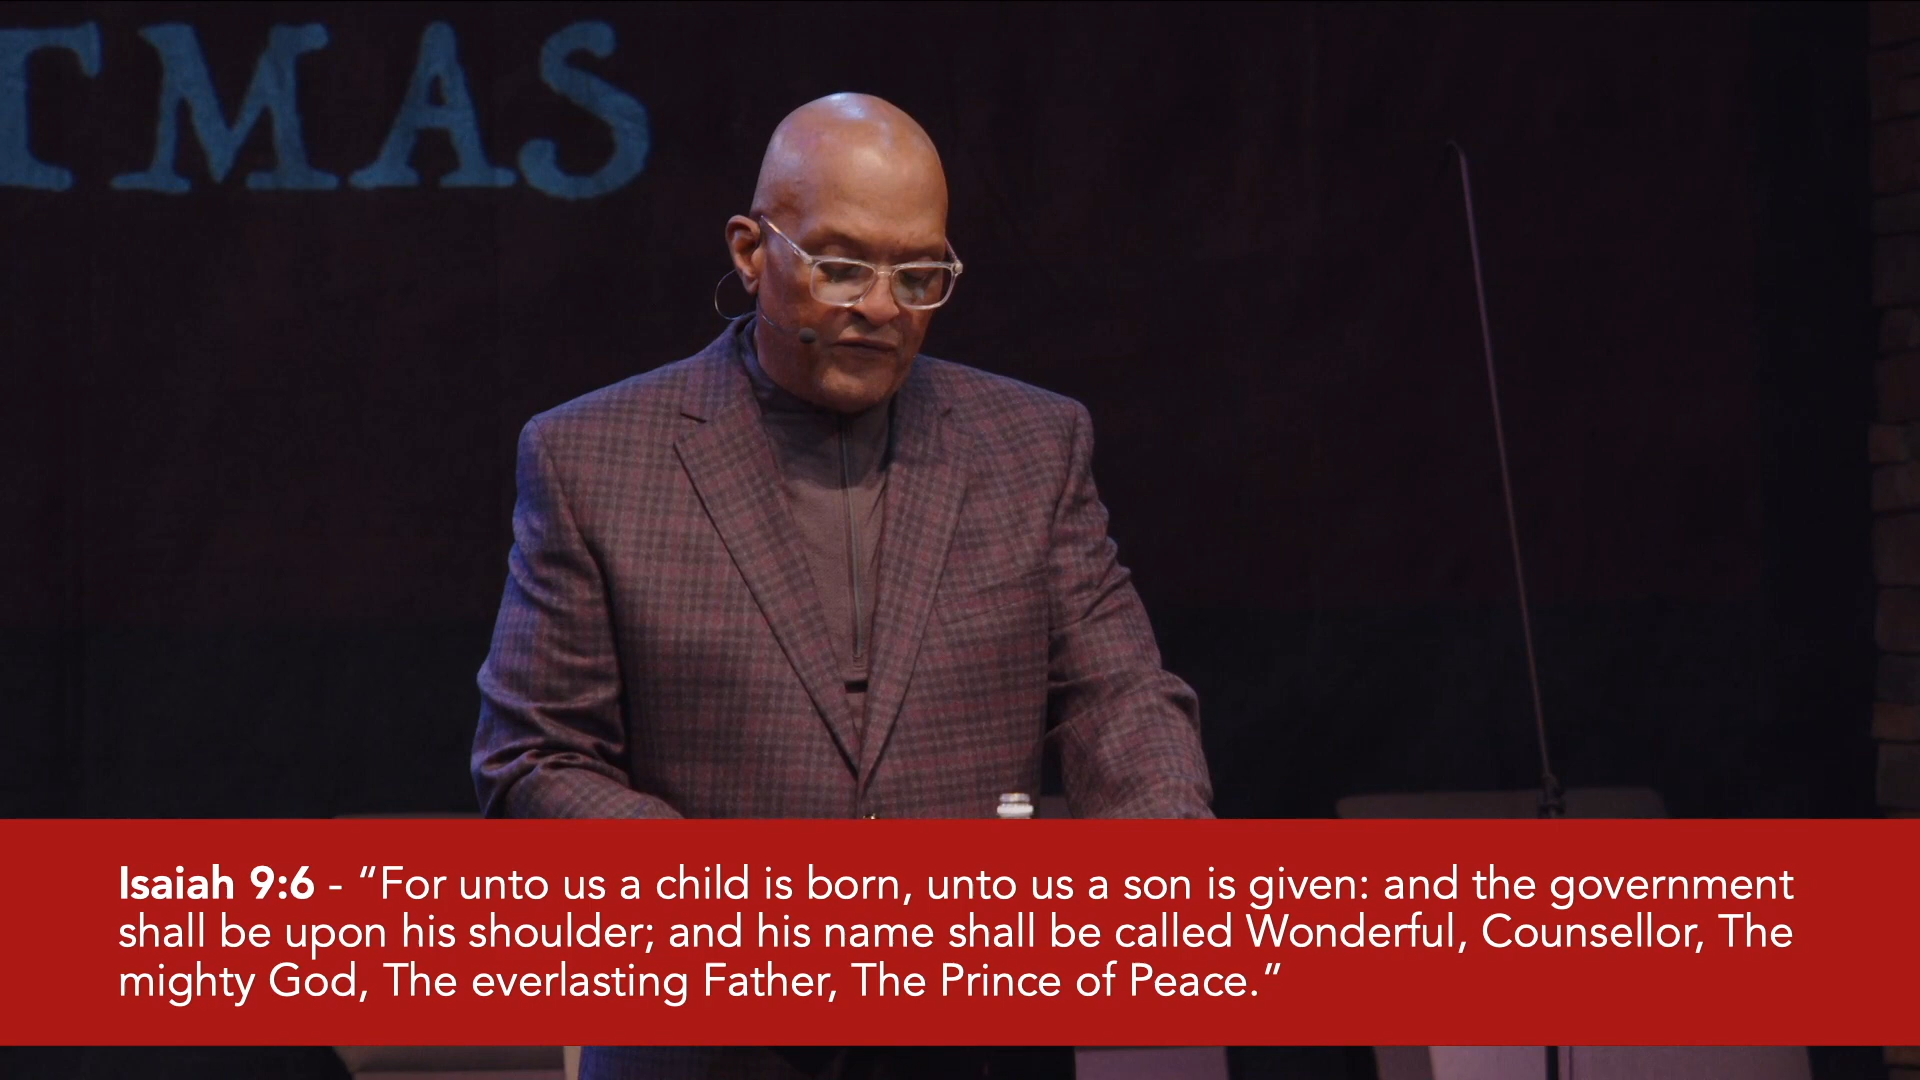 TMAS
Isaiah 9:6 - “For unto us a child is born, unto us a son is given: and the government
shall be upon his shoulder; and his name shall be called Wonderful, Counsellor, The
mighty God, The everlasting Father, The Prince of Peace.”